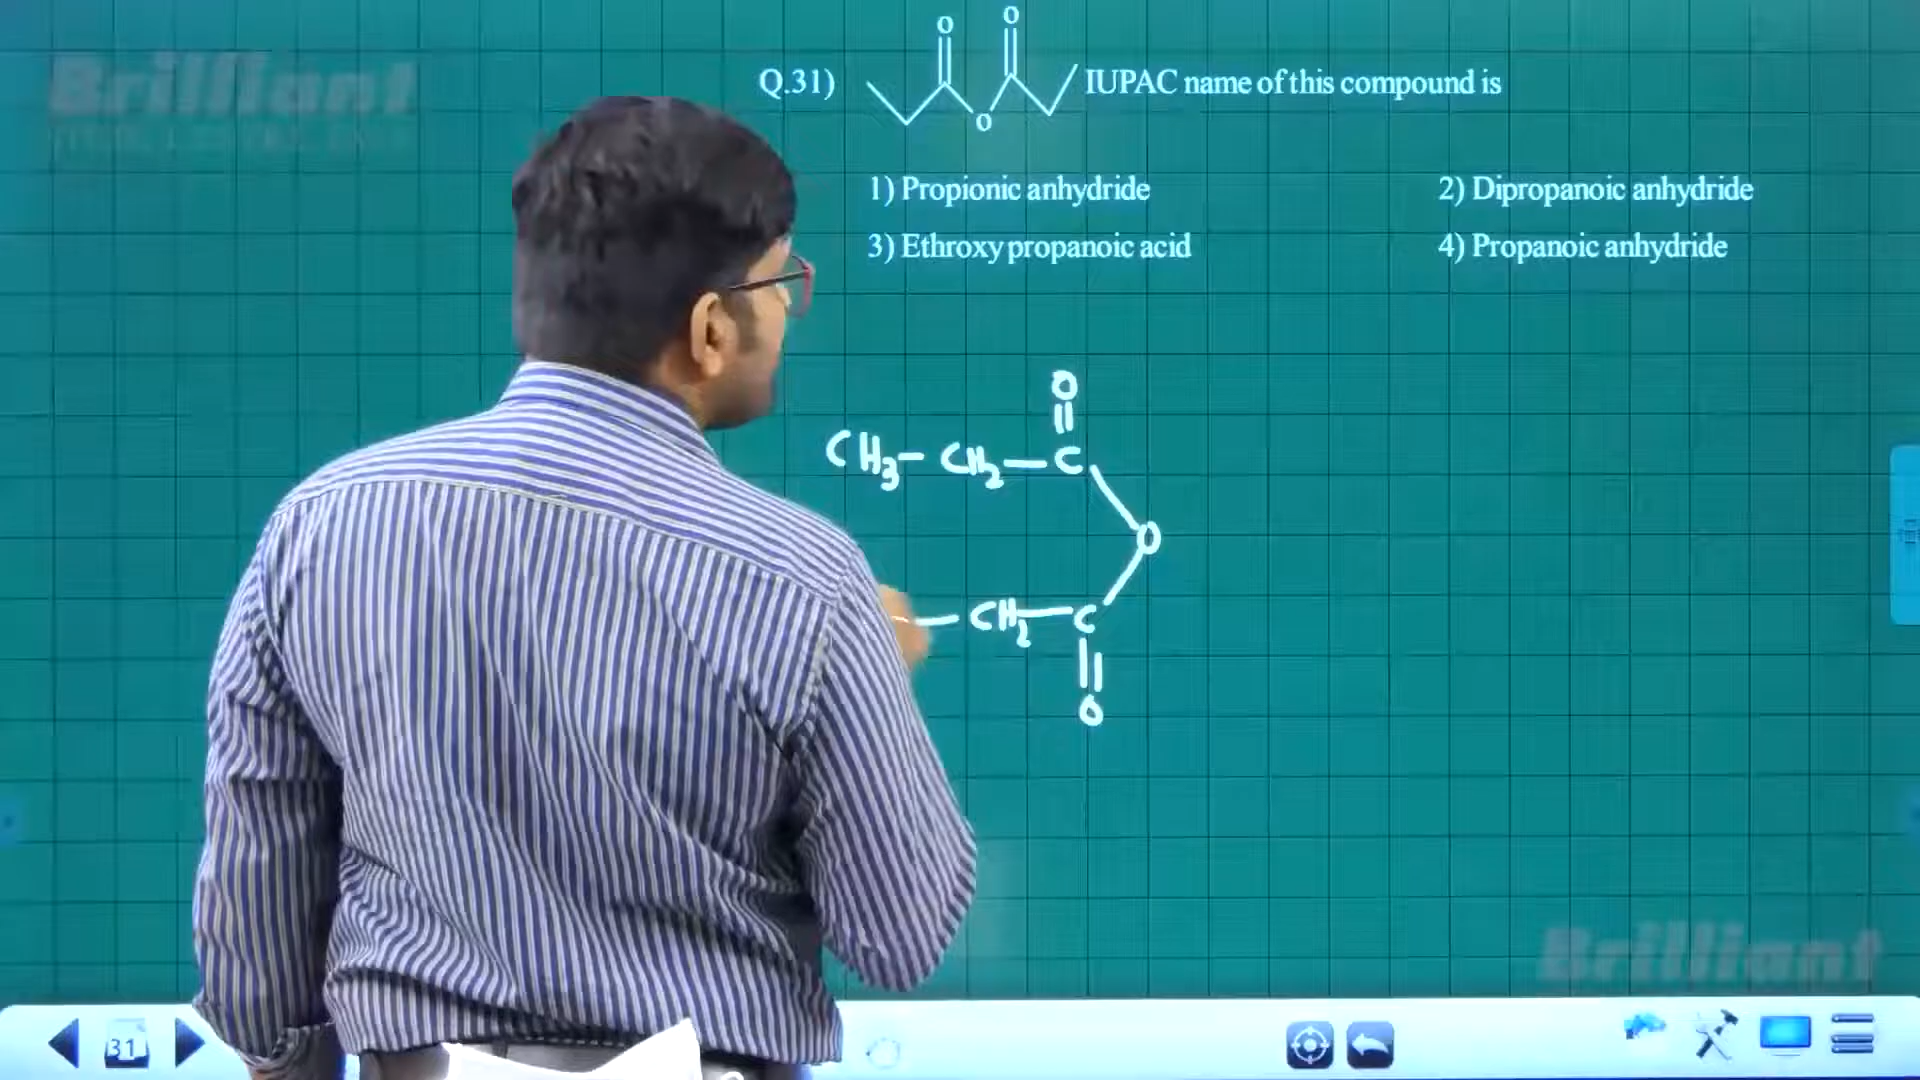 Brilliant
O O
Q.31) O IUPAC name of this compound is
1) Propionic anhydride 2) Dipropanoic anhydride
3) Ethroxy propanoic acid 4) Propanoic anhydride
O
CH3 - CH2 - C
O
- CH2 - C
O
Brilliant
31